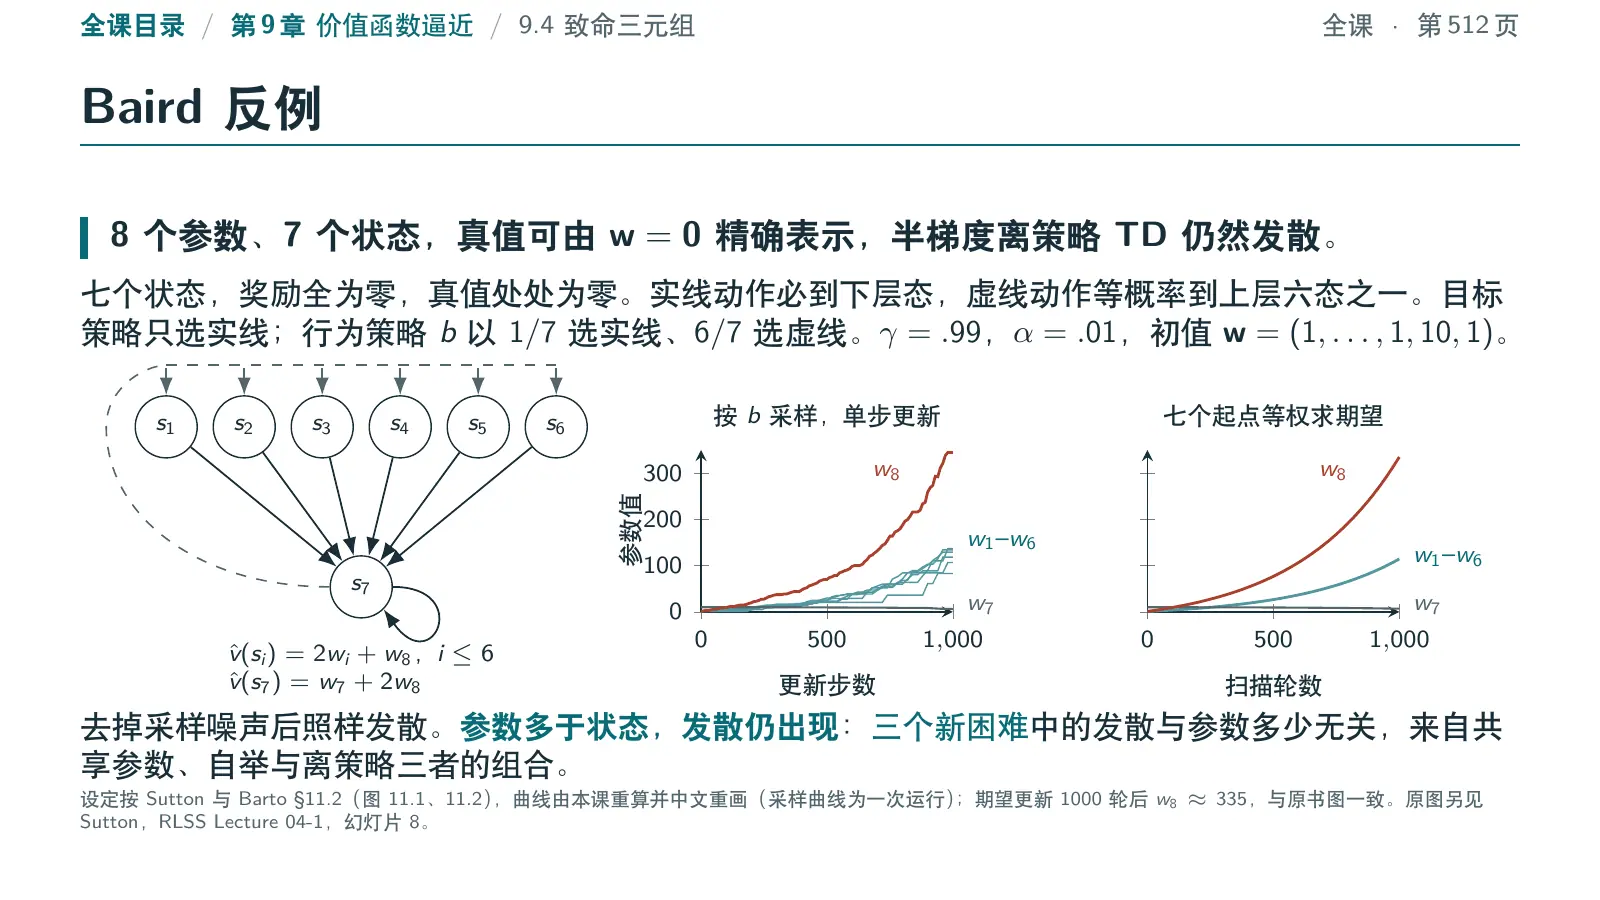 全课目录 / 第 9 章 价值函数逼近 / 9.4 致命三元组
全课 · 第 512 页
Baird 反例
8 个参数、7 个状态，真值可由 w = 0 精确表示，半梯度离策略 TD 仍然发散。
七个状态，奖励全为零，真值处处为零。实线动作必到下层态，虚线动作等概率到上层六态之一。目标
策略只选实线；行为策略 b 以 1/7 选实线、6/7 选虚线。γ = .99，α = .01，初值 w = (1, . . . , 1, 10, 1)。
s1 s2 s3 s4 s5 s6
s7
v̂(si) = 2wi + w8，i ≤ 6
v̂(s7) = w7 + 2w8
按 b 采样，单步更新
参数值
300
200
100
0
w8
w1–w6
w7
0 500 1,000
更新步数
七个起点等权求期望
w8
w1–w6
w7
0 500 1,000
扫描轮数
去掉采样噪声后照样发散。参数多于状态，发散仍出现：三个新困难中的发散与参数多少无关，来自共
享参数、自举与离策略三者的组合。
设定按 Sutton 与 Barto §11.2（图 11.1、11.2），曲线由本课重算并中文重画（采样曲线为一次运行）；期望更新 1000 轮后 w8 ≈ 335，与原书图一致。原图另见
Sutton，RLSS Lecture 04-1，幻灯片 8。